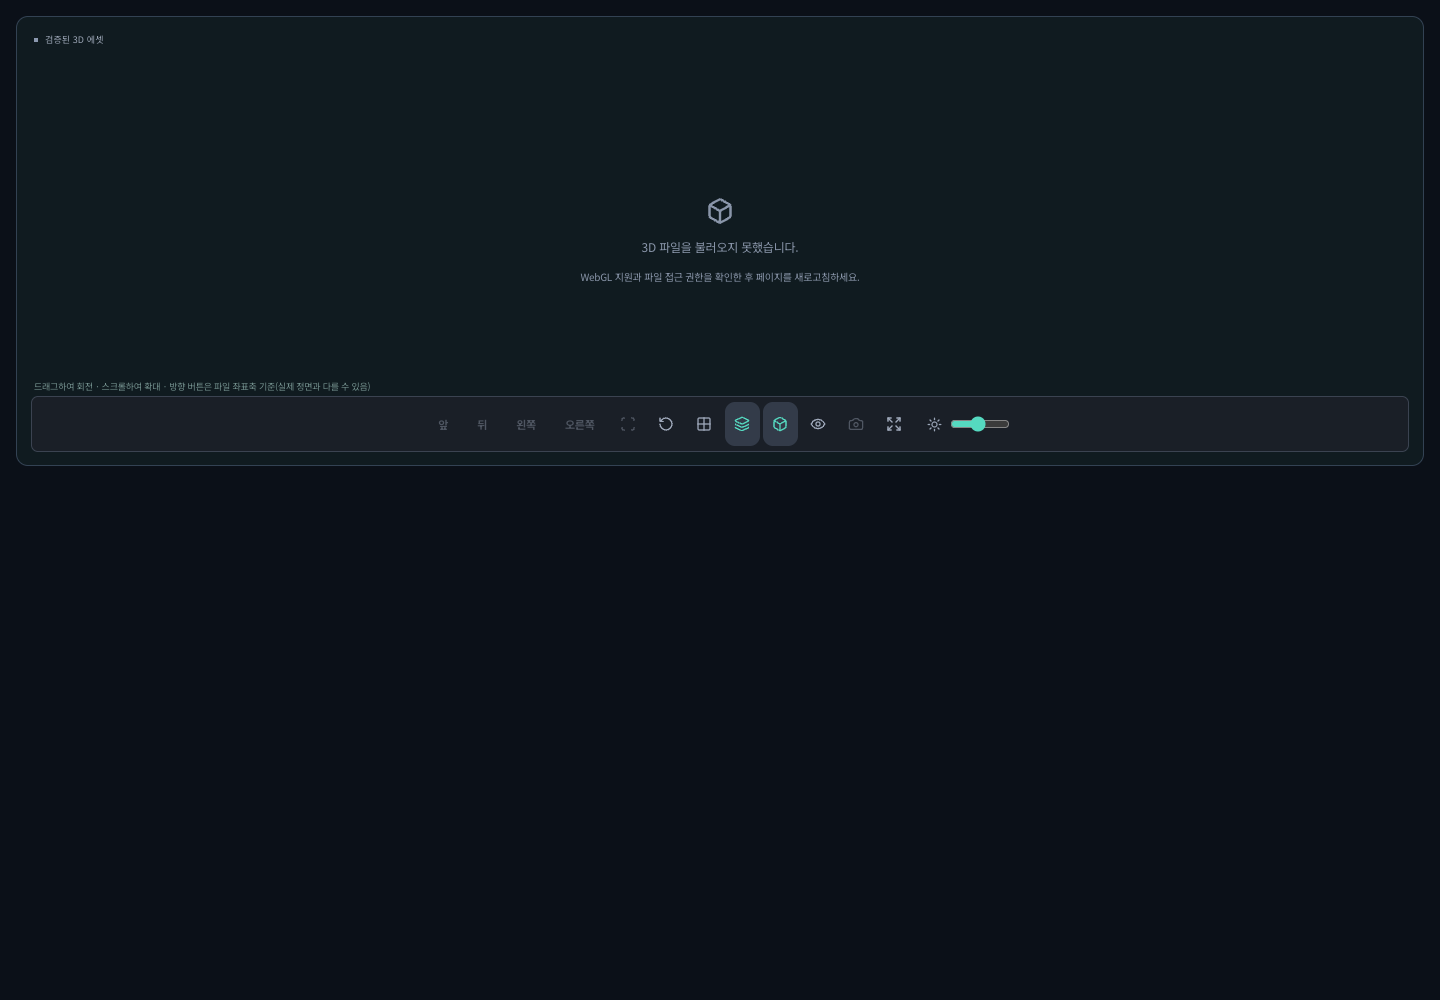 검증된 3D 에셋
3D 파일을 불러오지 못했습니다.
WebGL 지원과 파일 접근 권한을 확인한 후 페이지를 새로고침하세요.
드래그하여 회전 · 스크롤하여 확대 · 방향 버튼은 파일 좌표축 기준(실제 정면과 다를 수 있음)
앞 뒤 왼쪽 오른쪽